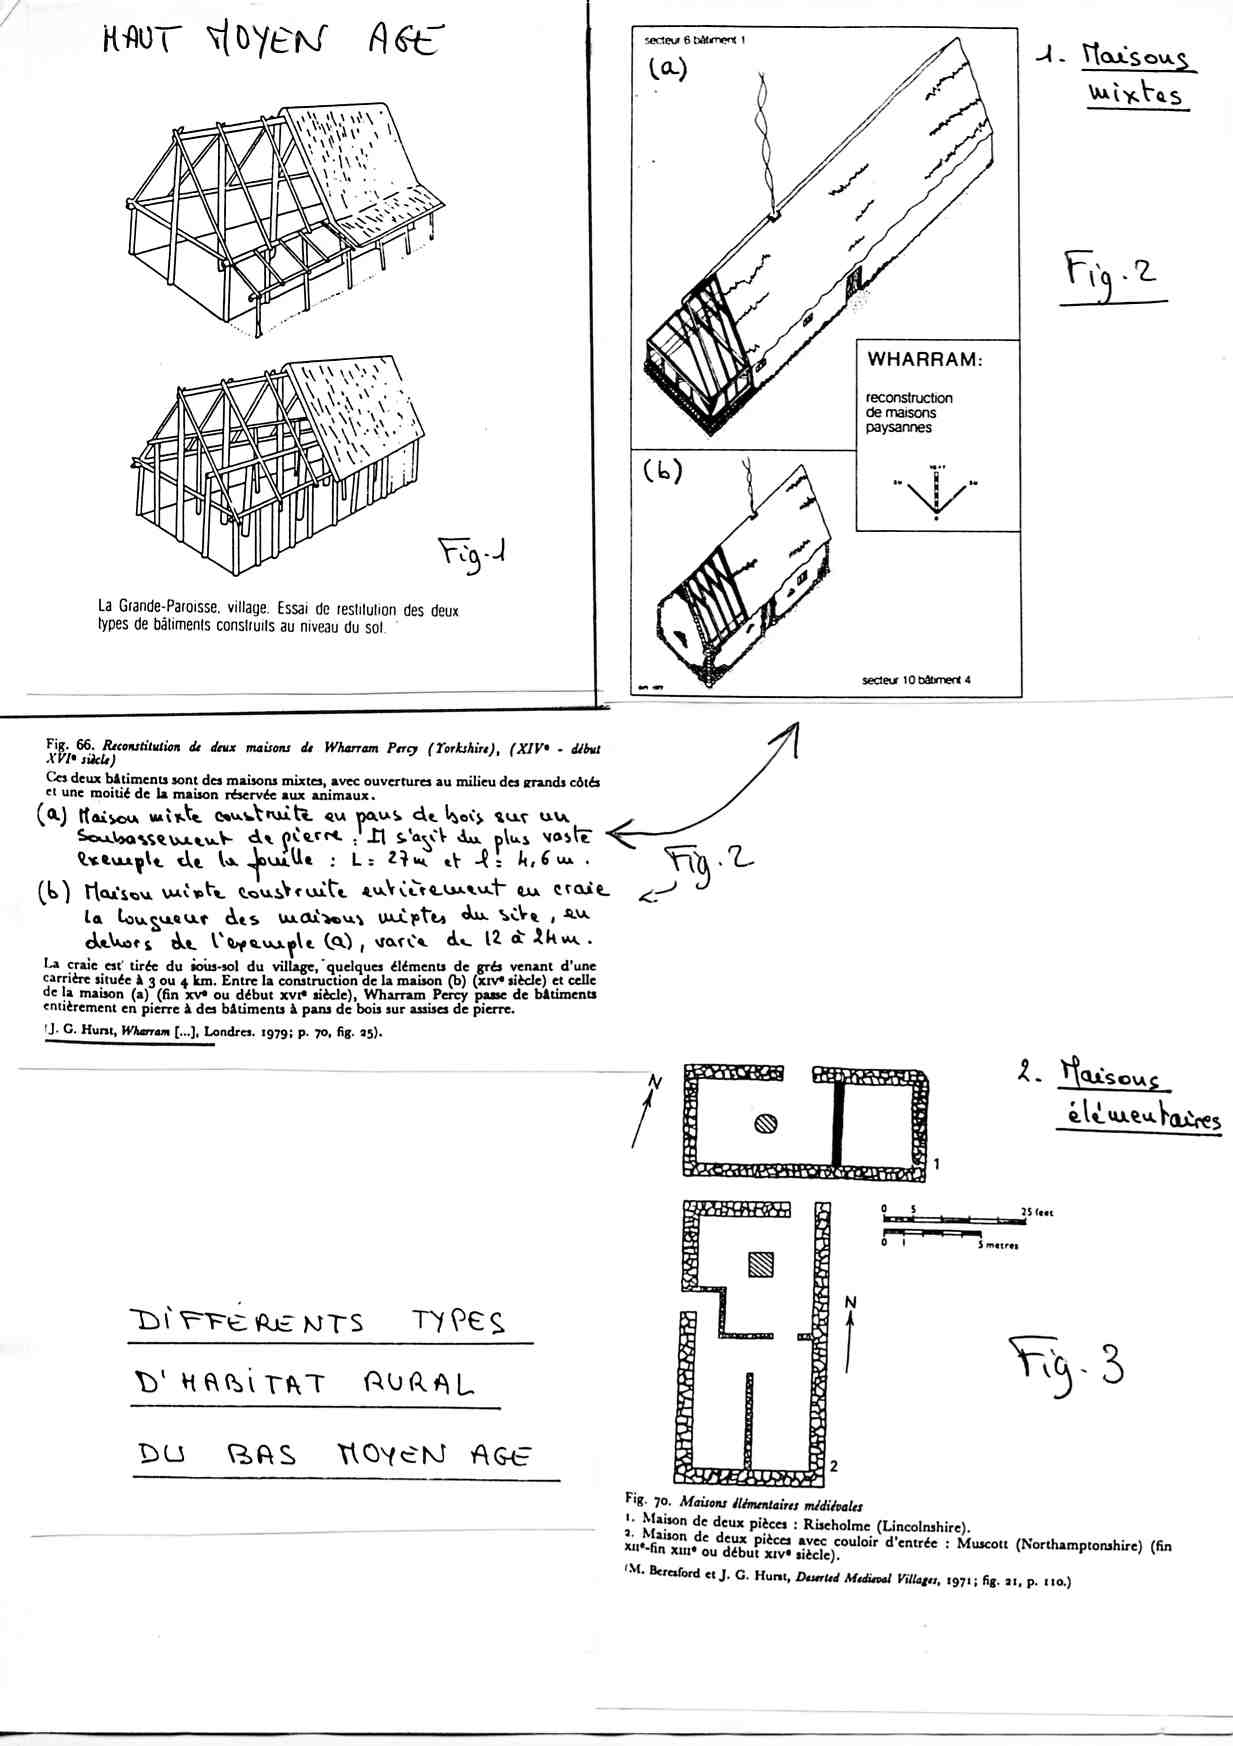 HAUT MOYEN AGE
Fig.1
La Grande-Paroisse, village. Essai de restitution des deux
types de bâtiments construits au niveau du sol.
secteur 6 bâtiment 1
(a)
1. Maisons
mixtes
Fig.2
WHARRAM:
reconstruction
de maisons
paysannes
(b)
secteur 10 bâtiment 4
Fig. 66. Reconstitution de deux maisons de Wharram Percy (Yorkshire), (XIVe - début
XVIe siècle)
Ces deux bâtiments sont des maisons mixtes, avec ouvertures au milieu des grands côtés
et une moitié de la maison réservée aux animaux.
(a) Maison mixte construite en pans de bois sur un
soubassement de pierre. Il s'agit du plus vaste
exemple de la fouille : L = 27m et l = 4,6 m.
Fig.2
(b) Maison mixte construite entièrement en craie
la longueur des maisons mixtes du site, en
dehors de l'exemple (a), varie de 12 à 24m.
La craie est tirée du sous-sol du village, quelques éléments de grés venant d'une
carrière située à 3 ou 4 km. Entre la construction de la maison (b) (XIVe siècle) et celle
de la maison (a) (fin XVe ou début XVIe siècle), Wharram Percy passe de bâtiments
entièrement en pierre à des bâtiments à pans de bois sur assises de pierre.
(J. G. Hurst, Wharram [...], Londres. 1979; p. 70, fig. 25).
2. Maisons
élémentaires
N
1
0 5 25 feet
0 1 5 metres
N
2
Fig. 3
DIFFÉRENTS TYPES
D'HABITAT RURAL
DU BAS MOYEN AGE
Fig. 70. Maisons élémentaires médiévales
1. Maison de deux pièces : Riseholme (Lincolnshire).
2. Maison de deux pièces avec couloir d'entrée : Muscott (Northamptonshire) (fin
XIIe-fin XIIIe ou début XIVe siècle).
(M. Beresford et J. G. Hurst, Deserted Medieval Villages, 1971; fig. 21, p. 110.)